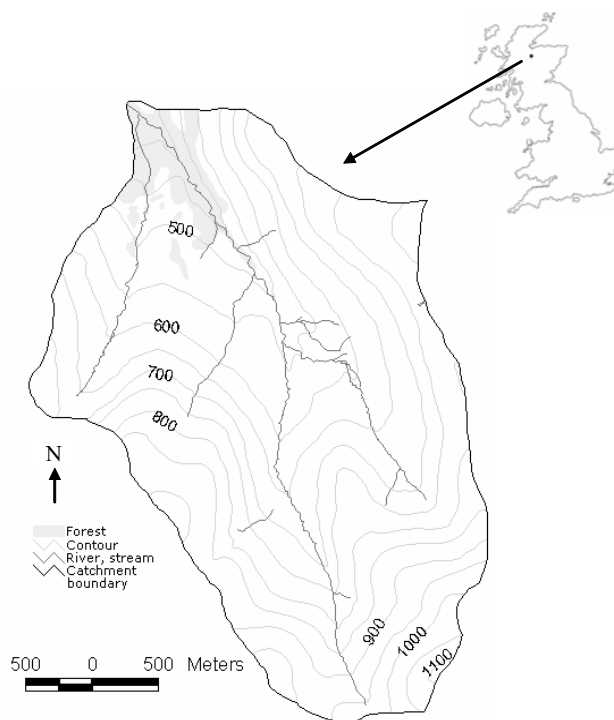 500
600
700
800
N
Forest
Contour
River, stream
Catchment
boundary
900
1000
1100
500 0 500 Meters